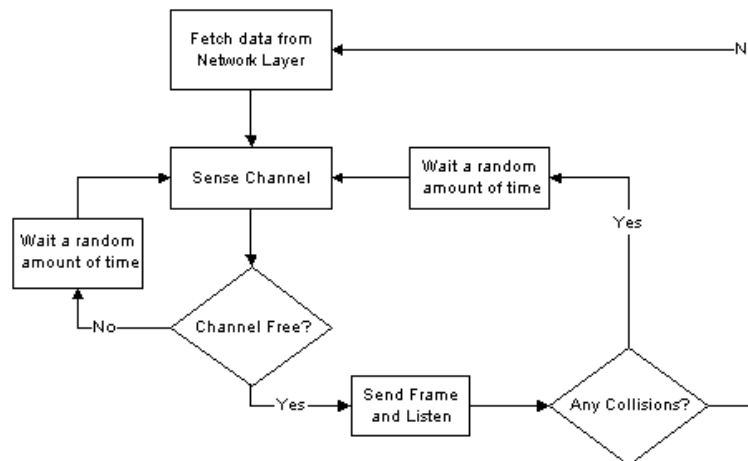 Fetch data from
Network Layer
N
Sense Channel
Wait a random
amount of time
Yes
Wait a random
amount of time
No
Channel Free?
Yes
Send Frame
and Listen
Any Collisions?